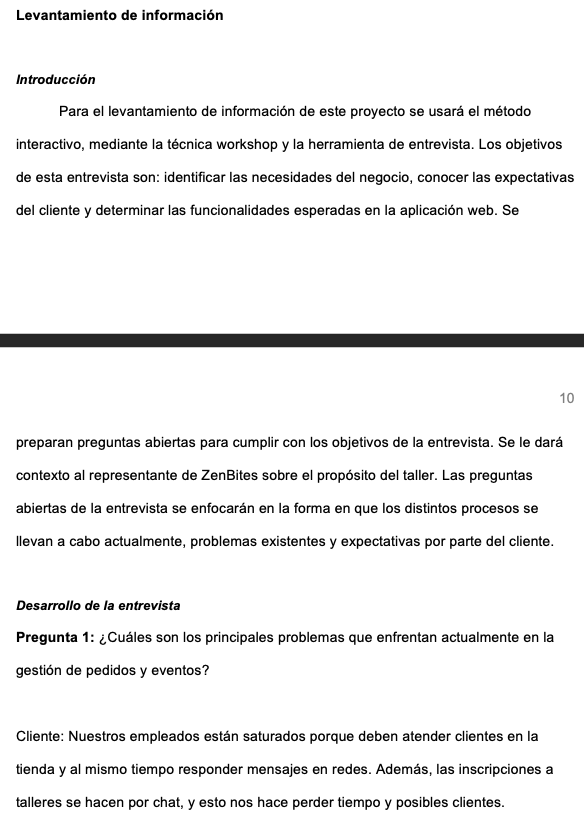 Levantamiento de información
Introducción
Para el levantamiento de información de este proyecto se usará el método
interactivo, mediante la técnica workshop y la herramienta de entrevista. Los objetivos
de esta entrevista son: identificar las necesidades del negocio, conocer las expectativas
del cliente y determinar las funcionalidades esperadas en la aplicación web. Se
10
preparan preguntas abiertas para cumplir con los objetivos de la entrevista. Se le dará
contexto al representante de ZenBites sobre el propósito del taller. Las preguntas
abiertas de la entrevista se enfocarán en la forma en que los distintos procesos se
llevan a cabo actualmente, problemas existentes y expectativas por parte del cliente.
Desarrollo de la entrevista
Pregunta 1: ¿Cuáles son los principales problemas que enfrentan actualmente en la
gestión de pedidos y eventos?
Cliente: Nuestros empleados están saturados porque deben atender clientes en la
tienda y al mismo tiempo responder mensajes en redes. Además, las inscripciones a
talleres se hacen por chat, y esto nos hace perder tiempo y posibles clientes.